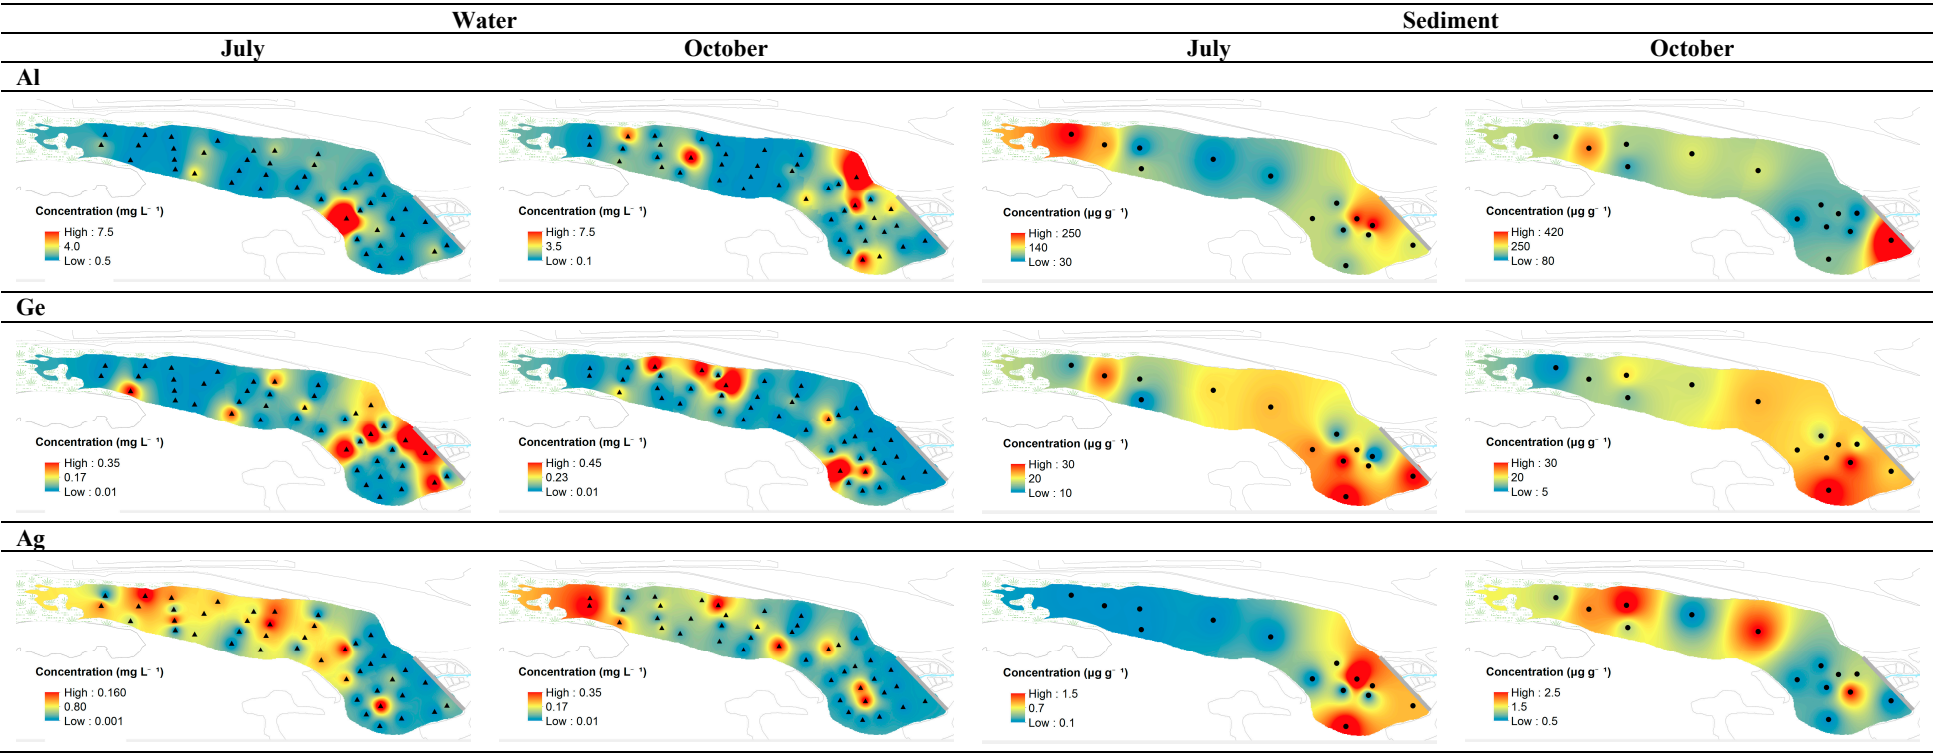 Water Sediment
July October July October
Al
Concentration (mg L⁻¹)
High : 7.5
4.0
Low : 0.5
Concentration (mg L⁻¹)
High : 7.5
3.5
Low : 0.1
Concentration (µg g⁻¹)
High : 250
140
Low : 30
Concentration (µg g⁻¹)
High : 420
250
Low : 80
Ge
Concentration (mg L⁻¹)
High : 0.35
0.17
Low : 0.01
Concentration (mg L⁻¹)
High : 0.45
0.23
Low : 0.01
Concentration (µg g⁻¹)
High : 30
20
Low : 10
Concentration (µg g⁻¹)
High : 30
20
Low : 5
Ag
Concentration (mg L⁻¹)
High : 0.160
0.80
Low : 0.001
Concentration (mg L⁻¹)
High : 0.35
0.17
Low : 0.01
Concentration (µg g⁻¹)
High : 1.5
0.7
Low : 0.1
Concentration (µg g⁻¹)
High : 2.5
1.5
Low : 0.5